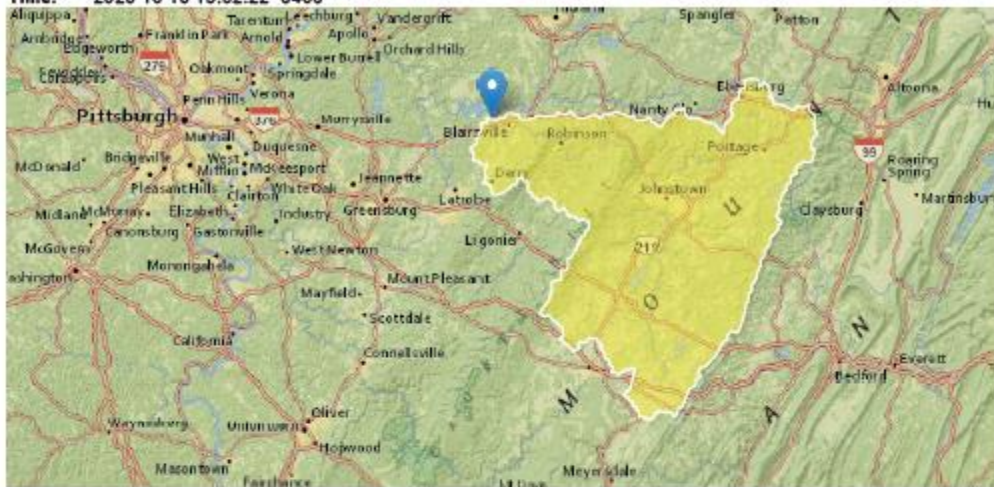 Aliquippa
Tarentum
Leechburg
Vandergrift
Spangler
Patton
Ambridge
Franklin Park
Arnold
Apollo
Edgeworth
Orchard Hills
Lower Burrell
279
Oakmont
Springdale
Altoona
Coraopolis
Penn Hills
Verona
Ebensburg
Nanty Glo
Pittsburgh
376
Murrysville
Blairsville
Robinson
Munhall
Duquesne
Portage
99
McDonald
Bridgeville
West
Mifflin
McKeesport
Jeannette
Derry
Roaring
Spring
Pleasant Hills
White Oak
Latrobe
Johnstown
Clairton
Martinsburg
Midland
McMurray
Elizabeth
Industry
Greensburg
Claysburg
U
Canonsburg
Gastonville
Ligonier
McGovern
West Newton
219
Monongahela
Mount Pleasant
Mayfield
O
Scottdale
N
California
Connellsville
Everett
Bedford
M
A
Oliver
Waynesburg
Uniontown
Hopwood
Masontown
Meyersdale
Fairchance
Mt Davis